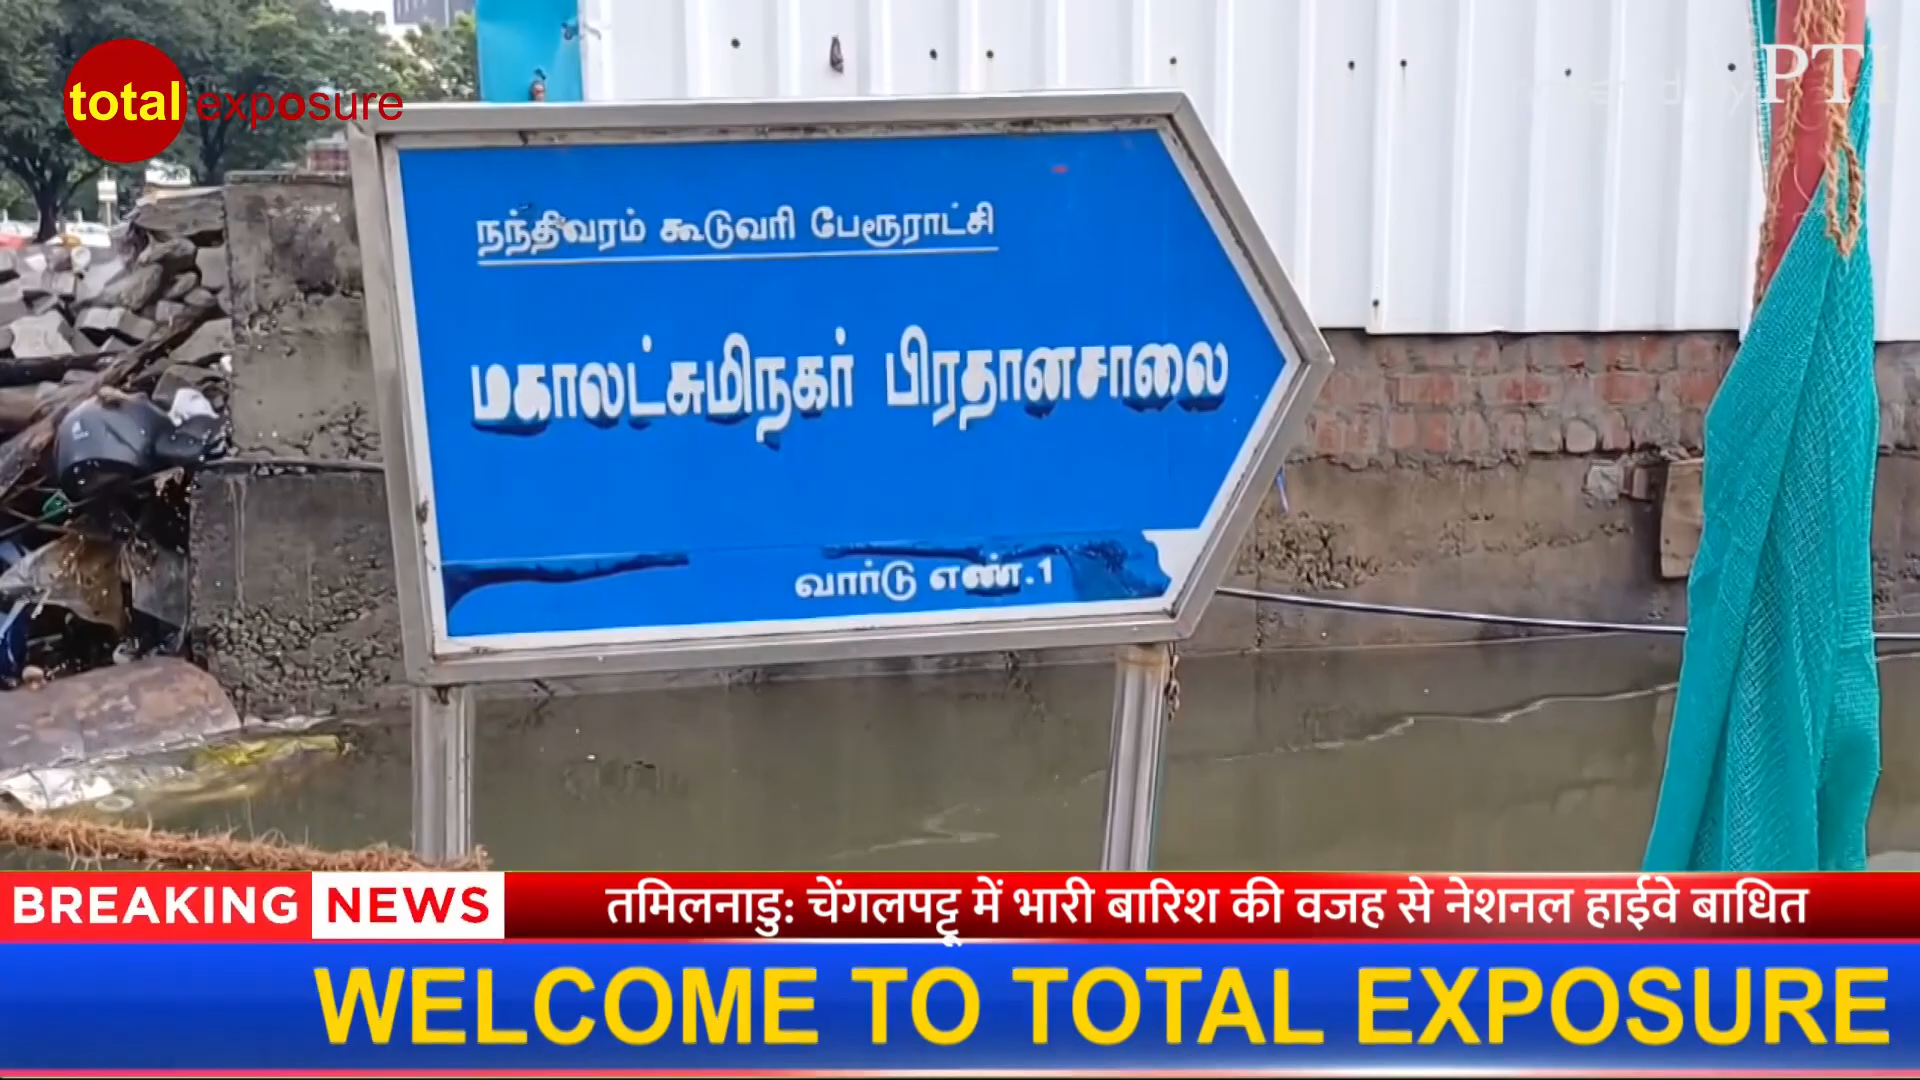 total exposure
PTI
நந்திவரம் கூடுவரி பேரூராட்சி
மகாலட்சுமிநகர் பிரதானசாலை
வார்டு எண்.1
BREAKING NEWS
तमिलनाडु: चेंगलपट्टू में भारी बारिश की वजह से नेशनल हाईवे बाधित
WELCOME TO TOTAL EXPOSURE